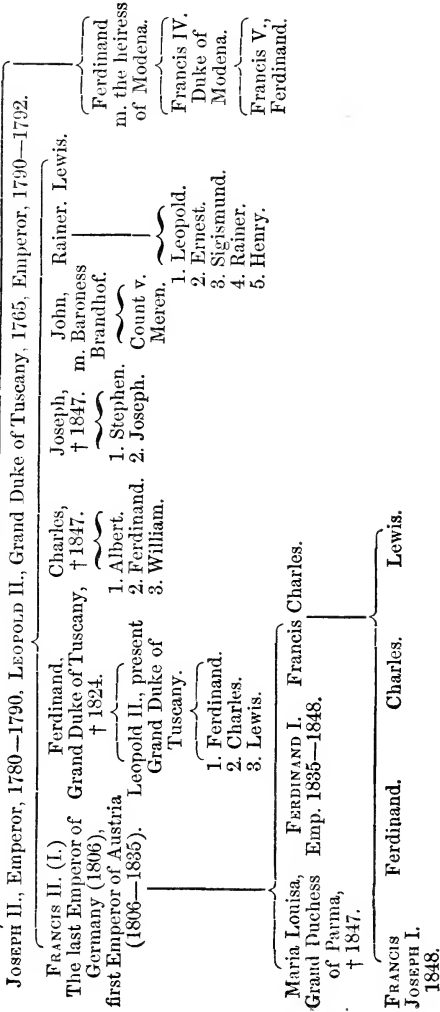 JOSEPH II., Emperor, 1780—1790. LEOPOLD II., Grand Duke of Tuscany, 1765, Emperor, 1790—1792.
Ferdinand
m. the heiress
of Modena.
Francis IV.
Duke of
Modena.
Francis V.,
Ferdinand.
FRANCIS II. (I.)
The last Emperor of
Germany (1806),
first Emperor of Austria
(1806—1835).
Ferdinand.
Grand Duke of Tuscany,
† 1824.
Leopold II., present
Grand Duke of
Tuscany.
1. Ferdinand.
2. Charles.
3. Lewis.
Charles,
†1847.
1. Albert.
2. Ferdinand.
3. William.
Joseph,
† 1847.
1. Stephen.
2. Joseph.
John,
m. Baroness
Brandhof.
Count v.
Meren.
Rainer.
1. Leopold.
2. Ernest.
3. Sigismund.
4. Rainer.
5. Henry.
Lewis.
Maria Louisa,
Grand Duchess
of Parma,
† 1847.
FERDINAND I.
Emp. 1835—1848.
Francis Charles.
FRANCIS
JOSEPH I.
1848.
Ferdinand.
Charles.
Lewis.